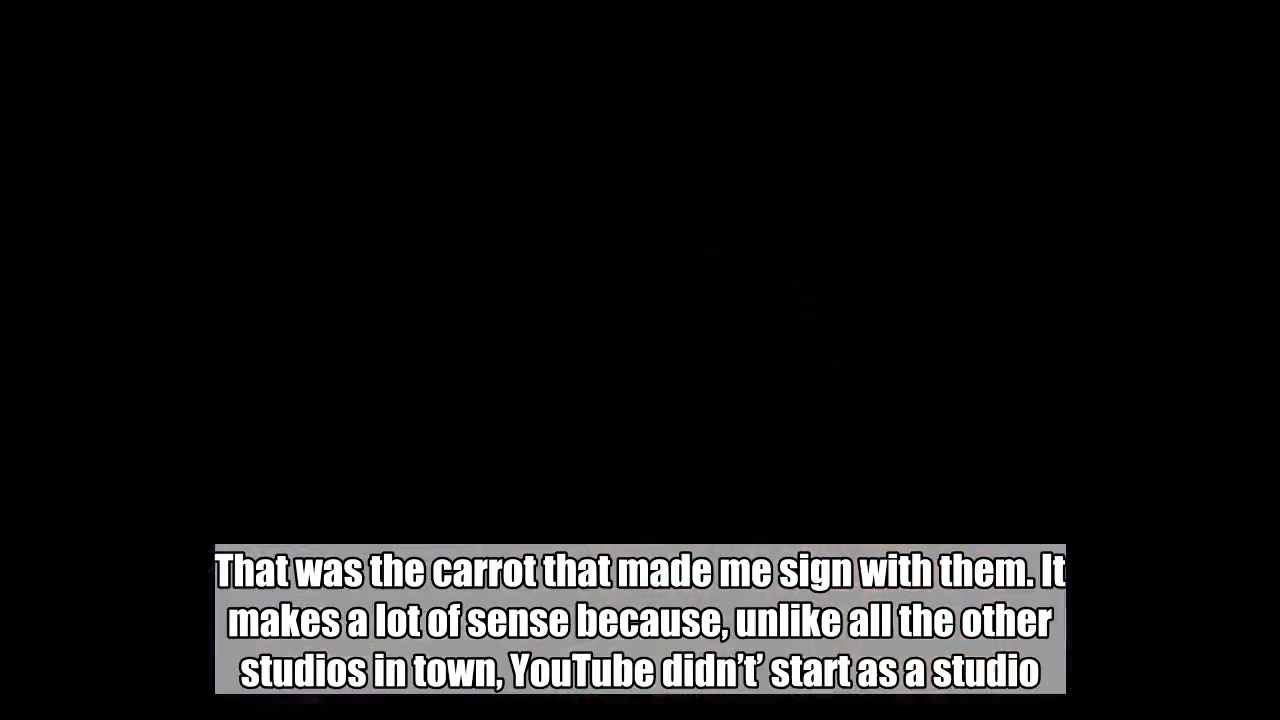 That was the carrot that made me sign with them. It
makes a lot of sense because, unlike all the other
studios in town, YouTube didn’t’ start as a studio